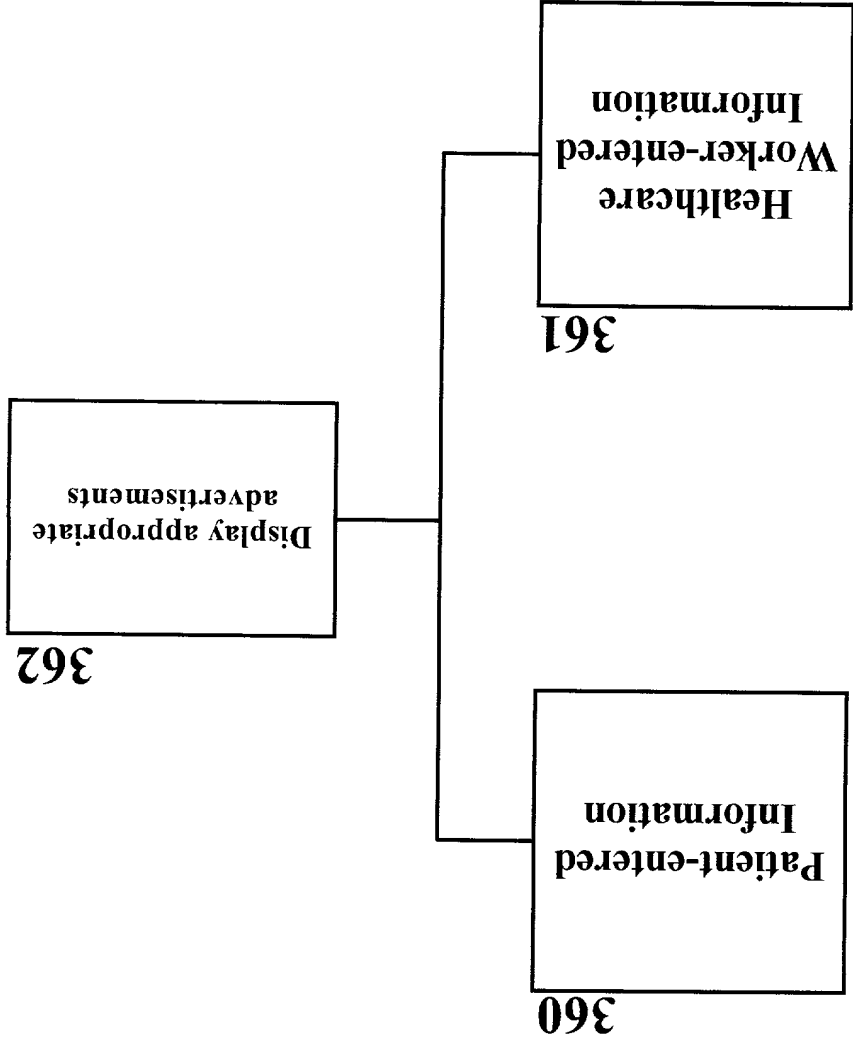 360
Patient-entered
Information
362
Display appropriate
advertisements
361
Healthcare
Worker-entered
Information